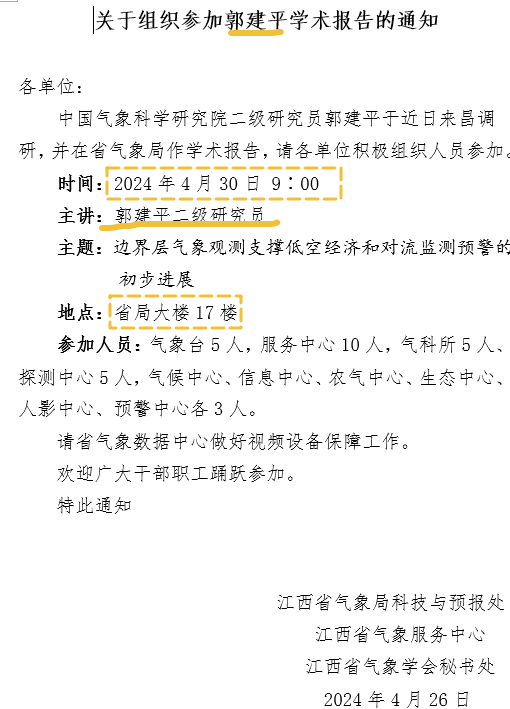 关于组织参加郭建平学术报告的通知
各单位：
中国气象科学研究院二级研究员郭建平于近日来昌调
研，并在省气象局作学术报告，请各单位积极组织人员参加。
时间：2024 年 4 月 30 日 9：00
主讲：郭建平二级研究员
主题：边界层气象观测支撑低空经济和对流监测预警的
初步进展
地点：省局大楼 17 楼
参加人员：气象台 5 人，服务中心 10 人，气科所 5 人、
探测中心 5 人，气候中心、信息中心、农气中心、生态中心、
人影中心、预警中心各 3 人。
请省气象数据中心做好视频设备保障工作。
欢迎广大干部职工踊跃参加。
特此通知
江西省气象局科技与预报处
江西省气象服务中心
江西省气象学会秘书处
2024 年 4 月 26 日